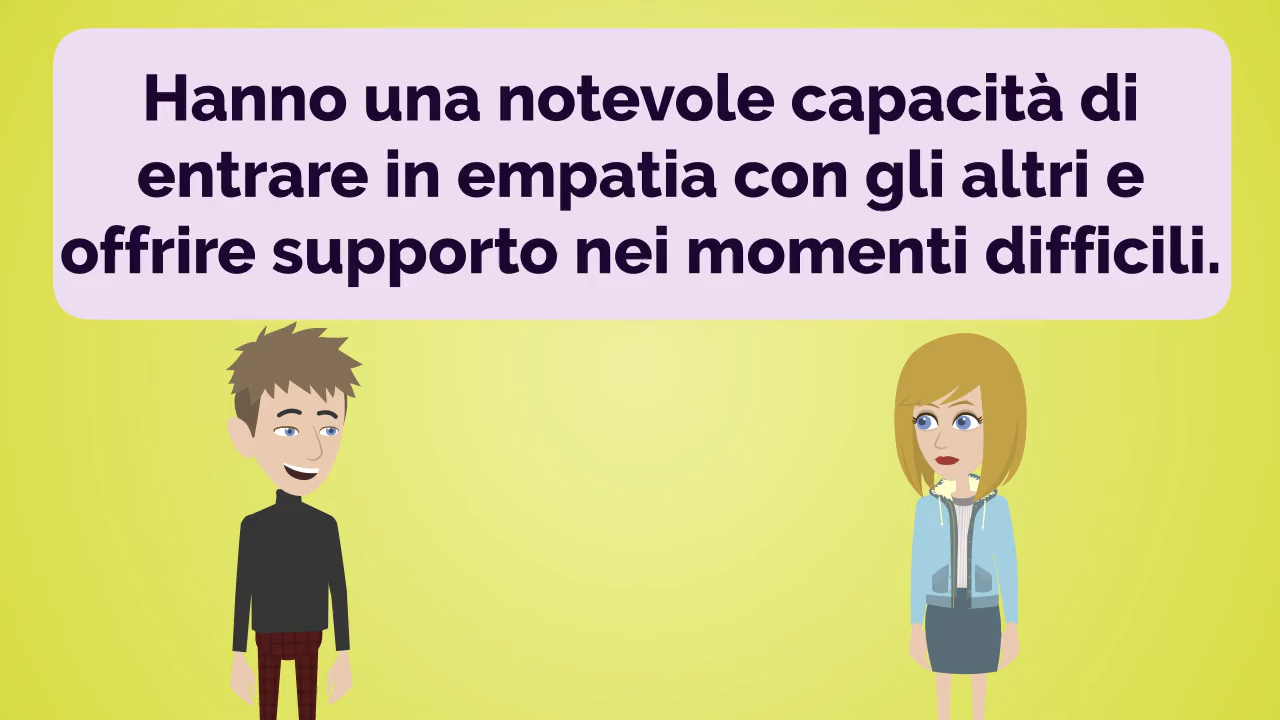 Hanno una notevole capacità di
entrare in empatia con gli altri e
offrire supporto nei momenti difficili.